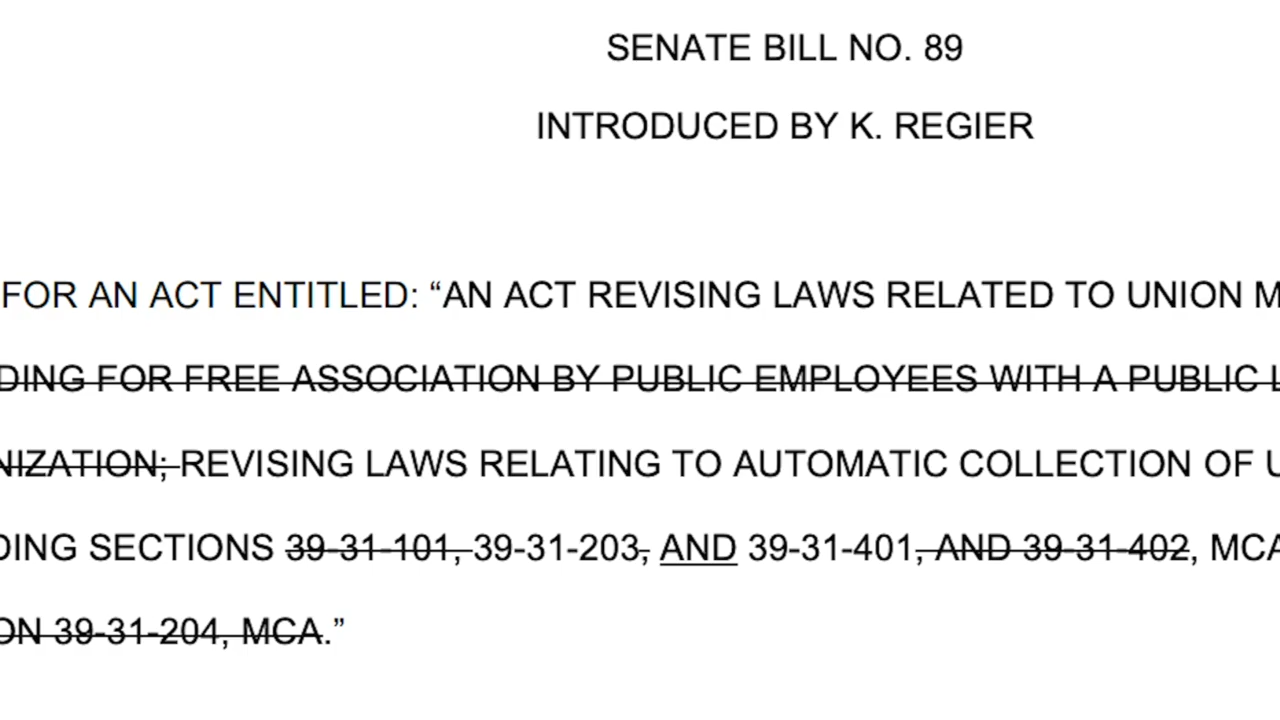 SENATE BILL NO. 89
INTRODUCED BY K. REGIER
FOR AN ACT ENTITLED: “AN ACT REVISING LAWS RELATED TO UNION M
DING FOR FREE ASSOCIATION BY PUBLIC EMPLOYEES WITH A PUBLIC L
NIZATION; REVISING LAWS RELATING TO AUTOMATIC COLLECTION OF U
DING SECTIONS 39-31-101, 39-31-203, AND 39-31-401, AND 39-31-402, MCA
ON 39-31-204, MCA.”